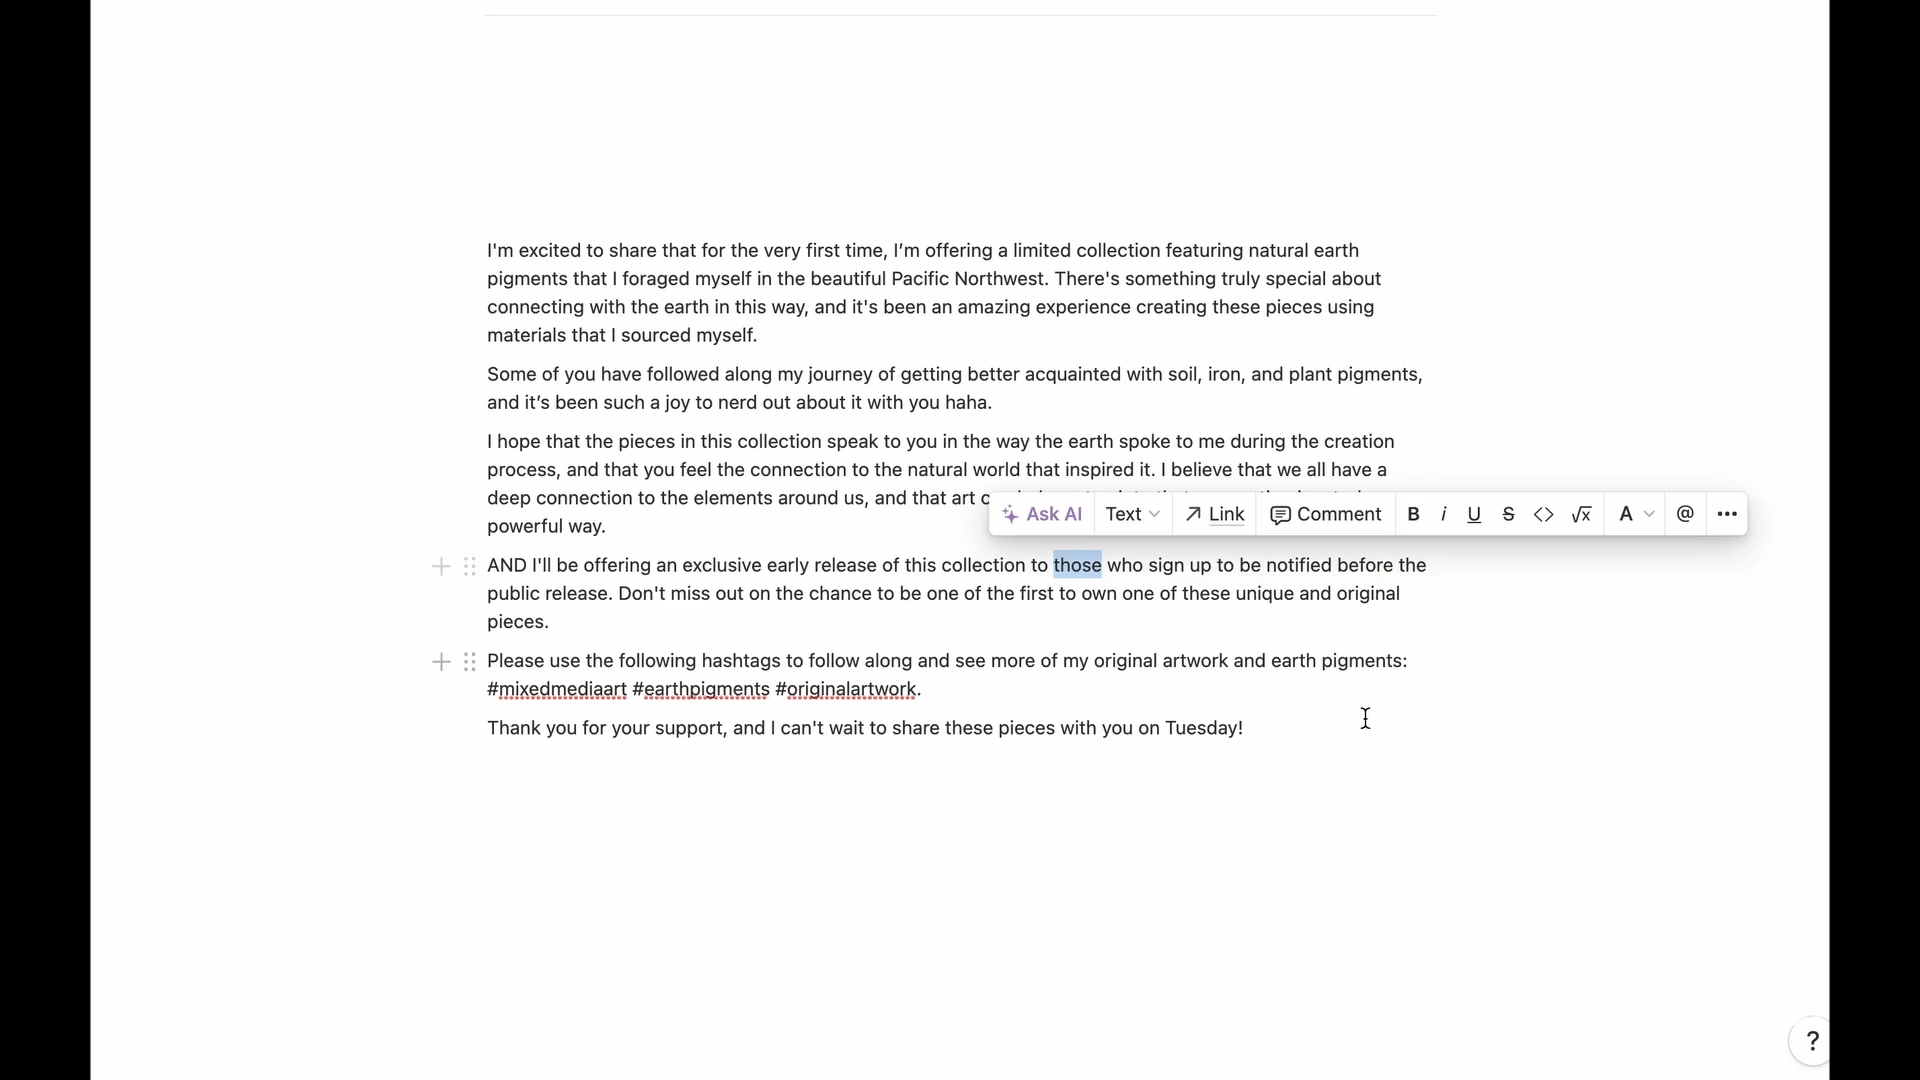 I'm excited to share that for the very first time, I’m offering a limited collection featuring natural earth
pigments that I foraged myself in the beautiful Pacific Northwest. There's something truly special about
connecting with the earth in this way, and it's been an amazing experience creating these pieces using
materials that I sourced myself.
Some of you have followed along my journey of getting better acquainted with soil, iron, and plant pigments,
and it’s been such a joy to nerd out about it with you haha.
I hope that the pieces in this collection speak to you in the way the earth spoke to me during the creation
process, and that you feel the connection to the natural world that inspired it. I believe that we all have a
deep connection to the elements around us, and that art
powerful way.
Ask AI Text Link Comment B i U S <> √x A @ •••
AND I'll be offering an exclusive early release of this collection to those who sign up to be notified before the
public release. Don't miss out on the chance to be one of the first to own one of these unique and original
pieces.
Please use the following hashtags to follow along and see more of my original artwork and earth pigments:
#mixedmediaart #earthpigments #originalartwork.
Thank you for your support, and I can't wait to share these pieces with you on Tuesday!
?